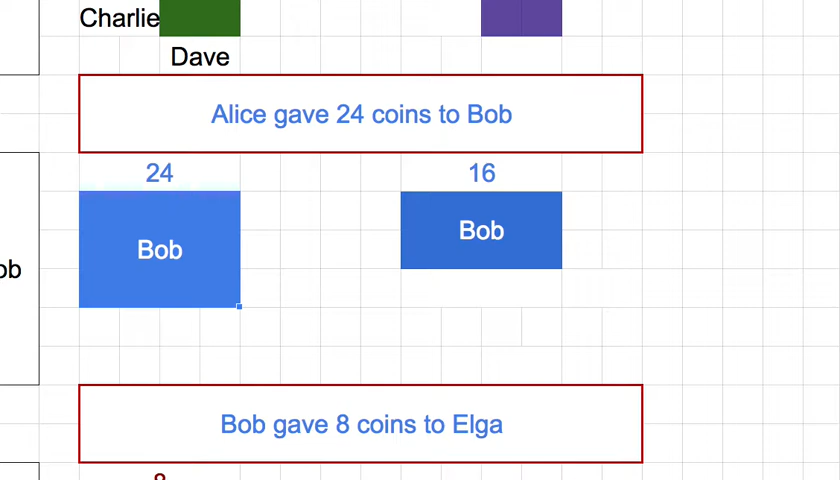 Charlie
Dave
Alice gave 24 coins to Bob
24 16
Bob Bob
ob
Bob gave 8 coins to Elga